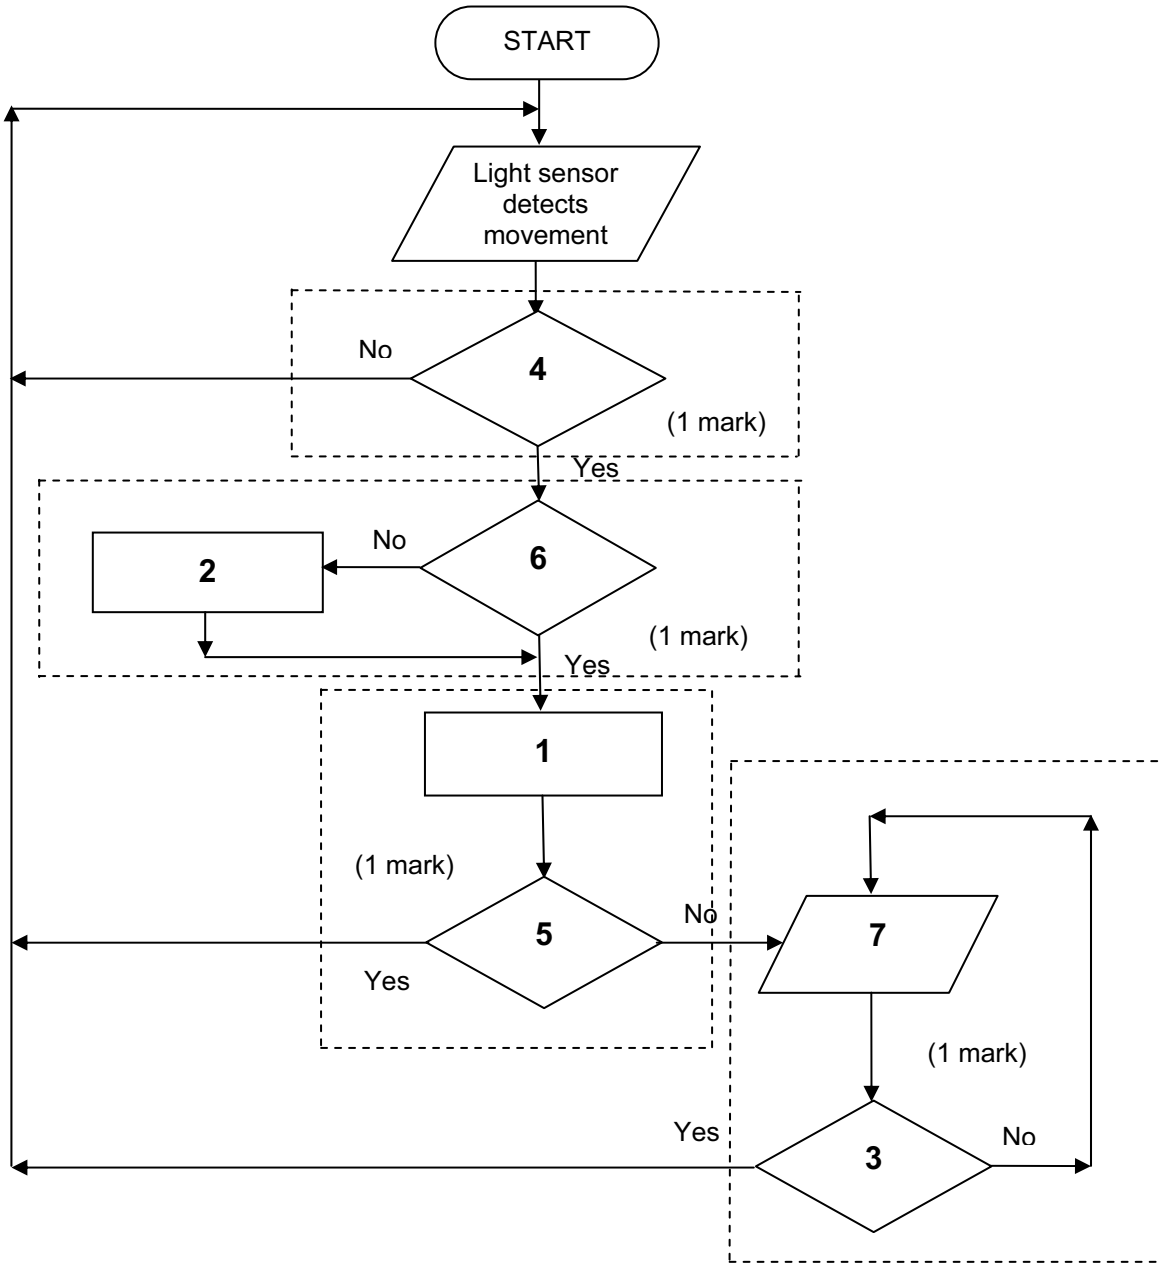 START
Light sensor
detects
movement
No
4
(1 mark)
Yes
No
6
2
(1 mark)
Yes
1
(1 mark)
No
5
7
Yes
(1 mark)
Yes
No
3